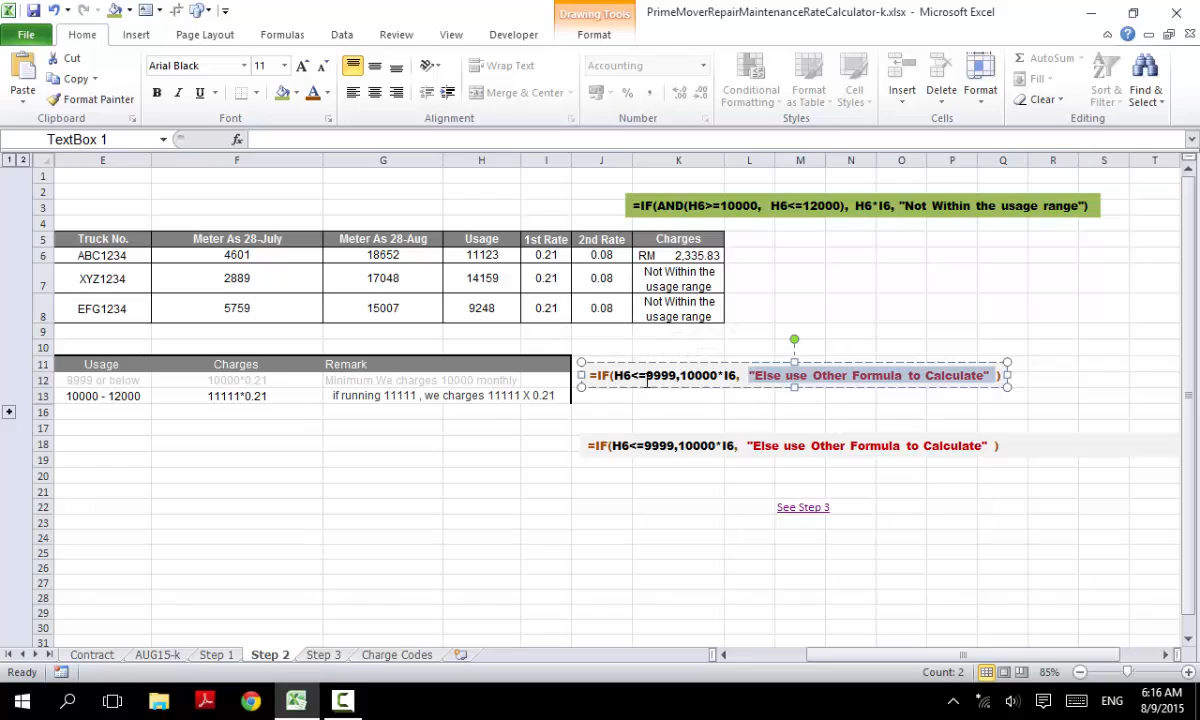 PrimeMoverRepairMaintenanceRateCalculator-k.xlsx - Microsoft Excel
Drawing Tools
File Home Insert Page Layout Formulas Data Review View Developer Format
Paste
Cut
Copy
Format Painter
Clipboard
Arial Black 11
B I U
Font
Wrap Text
Merge & Center
Alignment
Accounting
% ,
Number
Conditional Formatting
Format as Table
Cell Styles
Styles
Insert Delete Format
Cells
AutoSum
Fill
Clear
Sort & Filter
Find & Select
Editing
TextBox 1 fx
1 2 E F G H I J K L M N O P Q R S T
1
2
3 =IF(AND(H6>=10000, H6<=12000), H6*I6, "Not Within the usage range")
4
5 Truck No. Meter As 28-July Meter As 28-Aug Usage 1st Rate 2nd Rate Charges
6 ABC1234 4601 18652 11123 0.21 0.08 RM 2,335.83
7 XYZ1234 2889 17048 14159 0.21 0.08 Not Within the usage range
8 EFG1234 5759 15007 9248 0.21 0.08 Not Within the usage range
9
10
11 Usage Charges Remark
12 9999 or below 10000*0.21 Minimum We charges 10000 monthly =IF(H6<=9999,10000*I6, "Else use Other Formula to Calculate" )
13 10000 - 12000 11111*0.21 if running 11111 , we charges 11111 X 0.21
16
17
18 =IF(H6<=9999,10000*I6, "Else use Other Formula to Calculate" )
19
20
21
22 See Step 3
23
24
25
26
27
28
29
30
31
Contract AUG15-k Step 1 Step 2 Step 3 Charge Codes
Ready Count: 2 85%
ENG 6:16 AM
8/9/2015